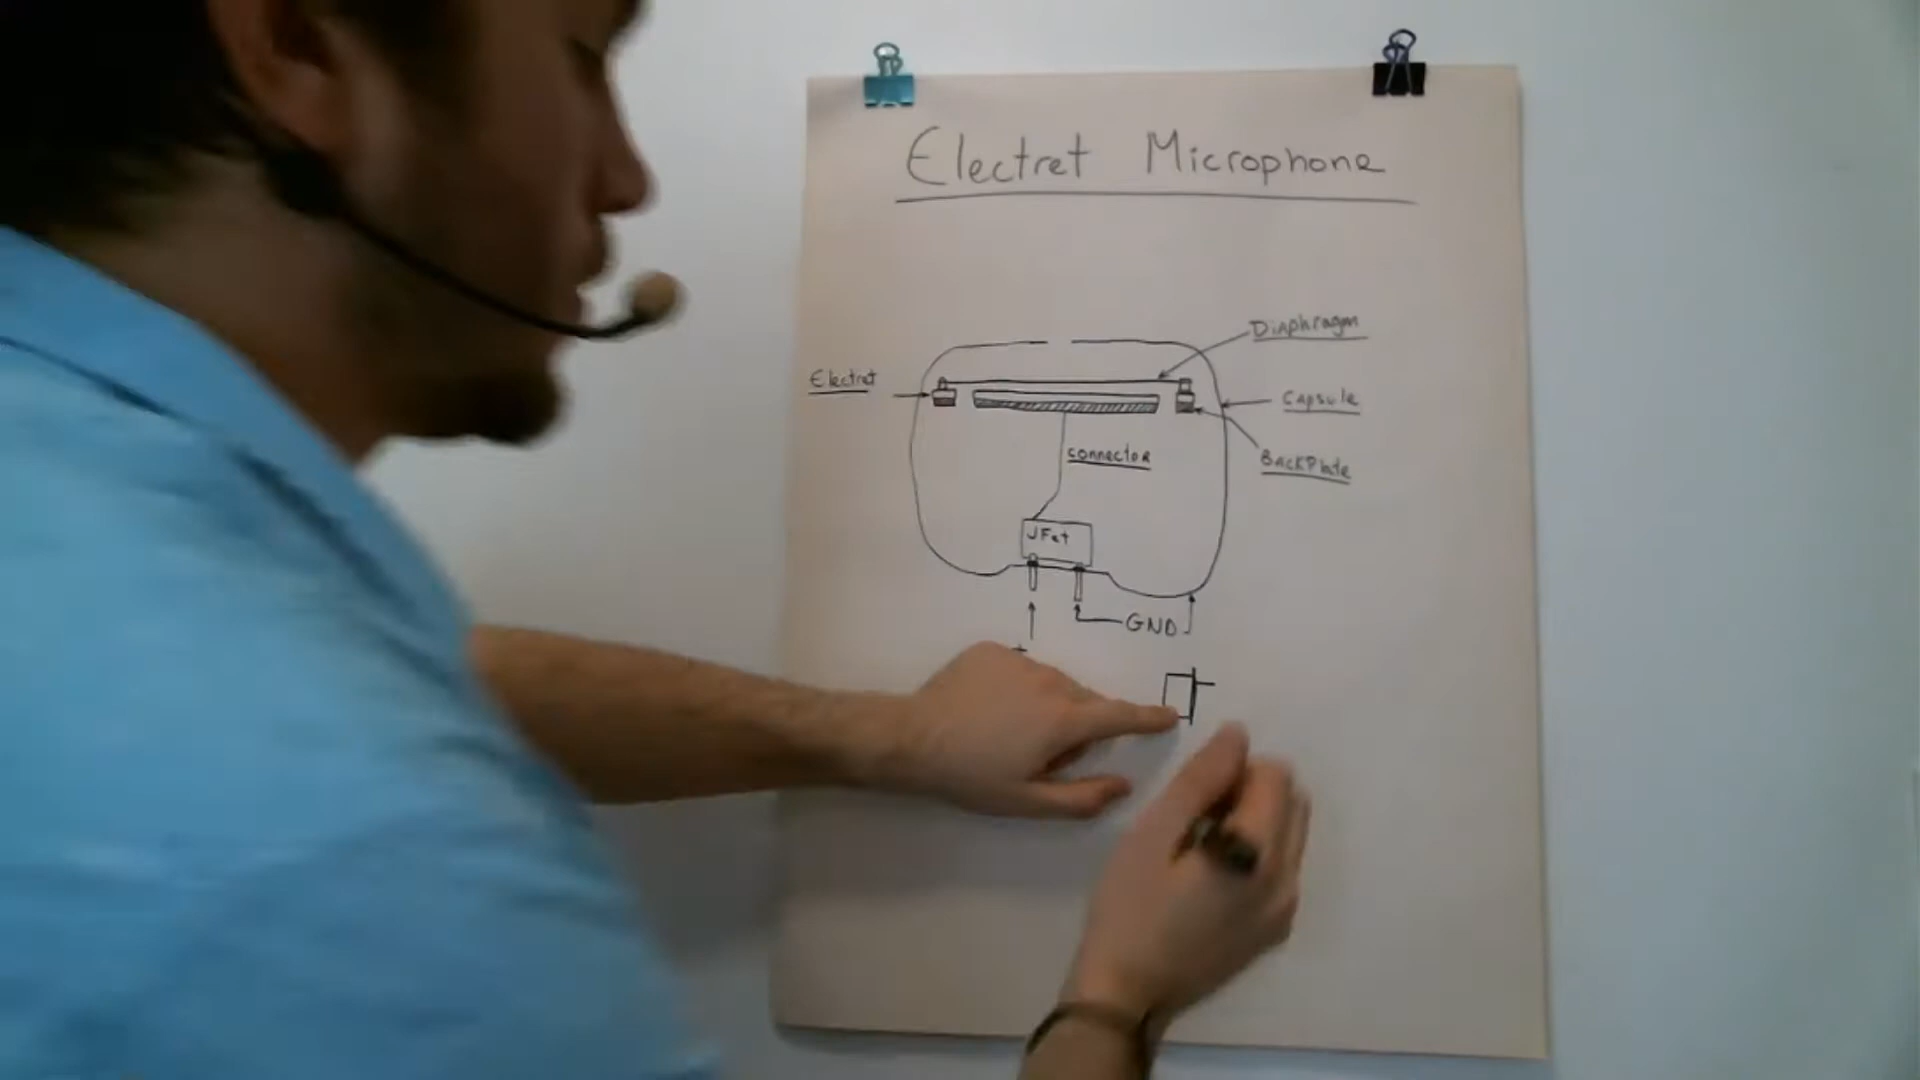 Electret Microphone
Diaphragm
Electret
Capsule
connector
BackPlate
JFet
GND
+